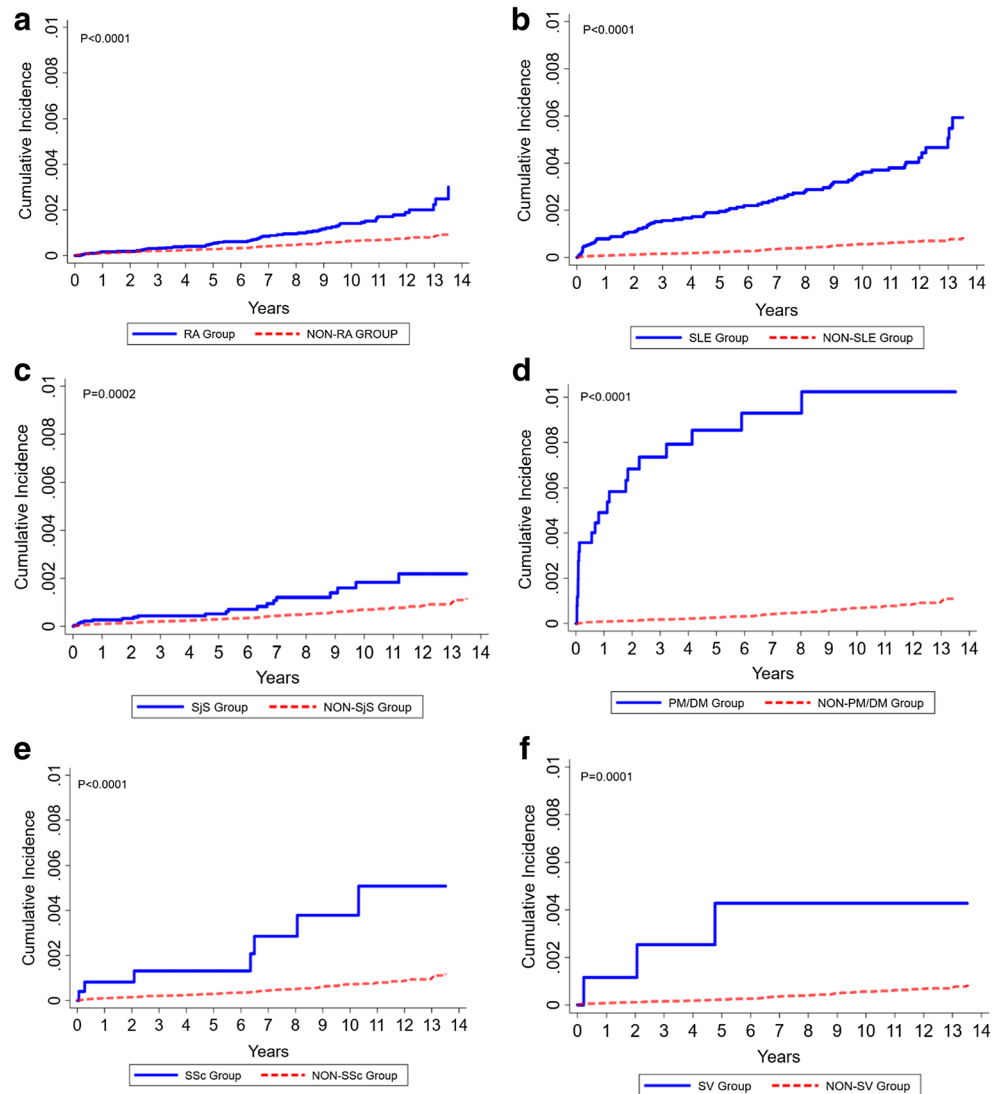 a
P<0.0001
Cumulative Incidence
0 .002 .004 .006 .008 .01
0 1 2 3 4 5 6 7 8 9 10 11 12 13 14
Years
RA Group NON-RA GROUP
b
P<0.0001
Cumulative Incidence
0 .002 .004 .006 .008 .01
0 1 2 3 4 5 6 7 8 9 10 11 12 13 14
Years
SLE Group NON-SLE Group
c
P=0.0002
Cumulative Incidence
0 .002 .004 .006 .008 .01
0 1 2 3 4 5 6 7 8 9 10 11 12 13 14
Years
SjS Group NON-SjS Group
d
P<0.0001
Cumulative Incidence
0 .002 .004 .006 .008 .01
0 1 2 3 4 5 6 7 8 9 10 11 12 13 14
Years
PM/DM Group NON-PM/DM Group
e
P<0.0001
Cumulative Incidence
0 .002 .004 .006 .008 .01
0 1 2 3 4 5 6 7 8 9 10 11 12 13 14
Years
SSc Group NON-SSc Group
f
P=0.0001
Cumulative Incidence
0 .002 .004 .006 .008 .01
0 1 2 3 4 5 6 7 8 9 10 11 12 13 14
Years
SV Group NON-SV Group